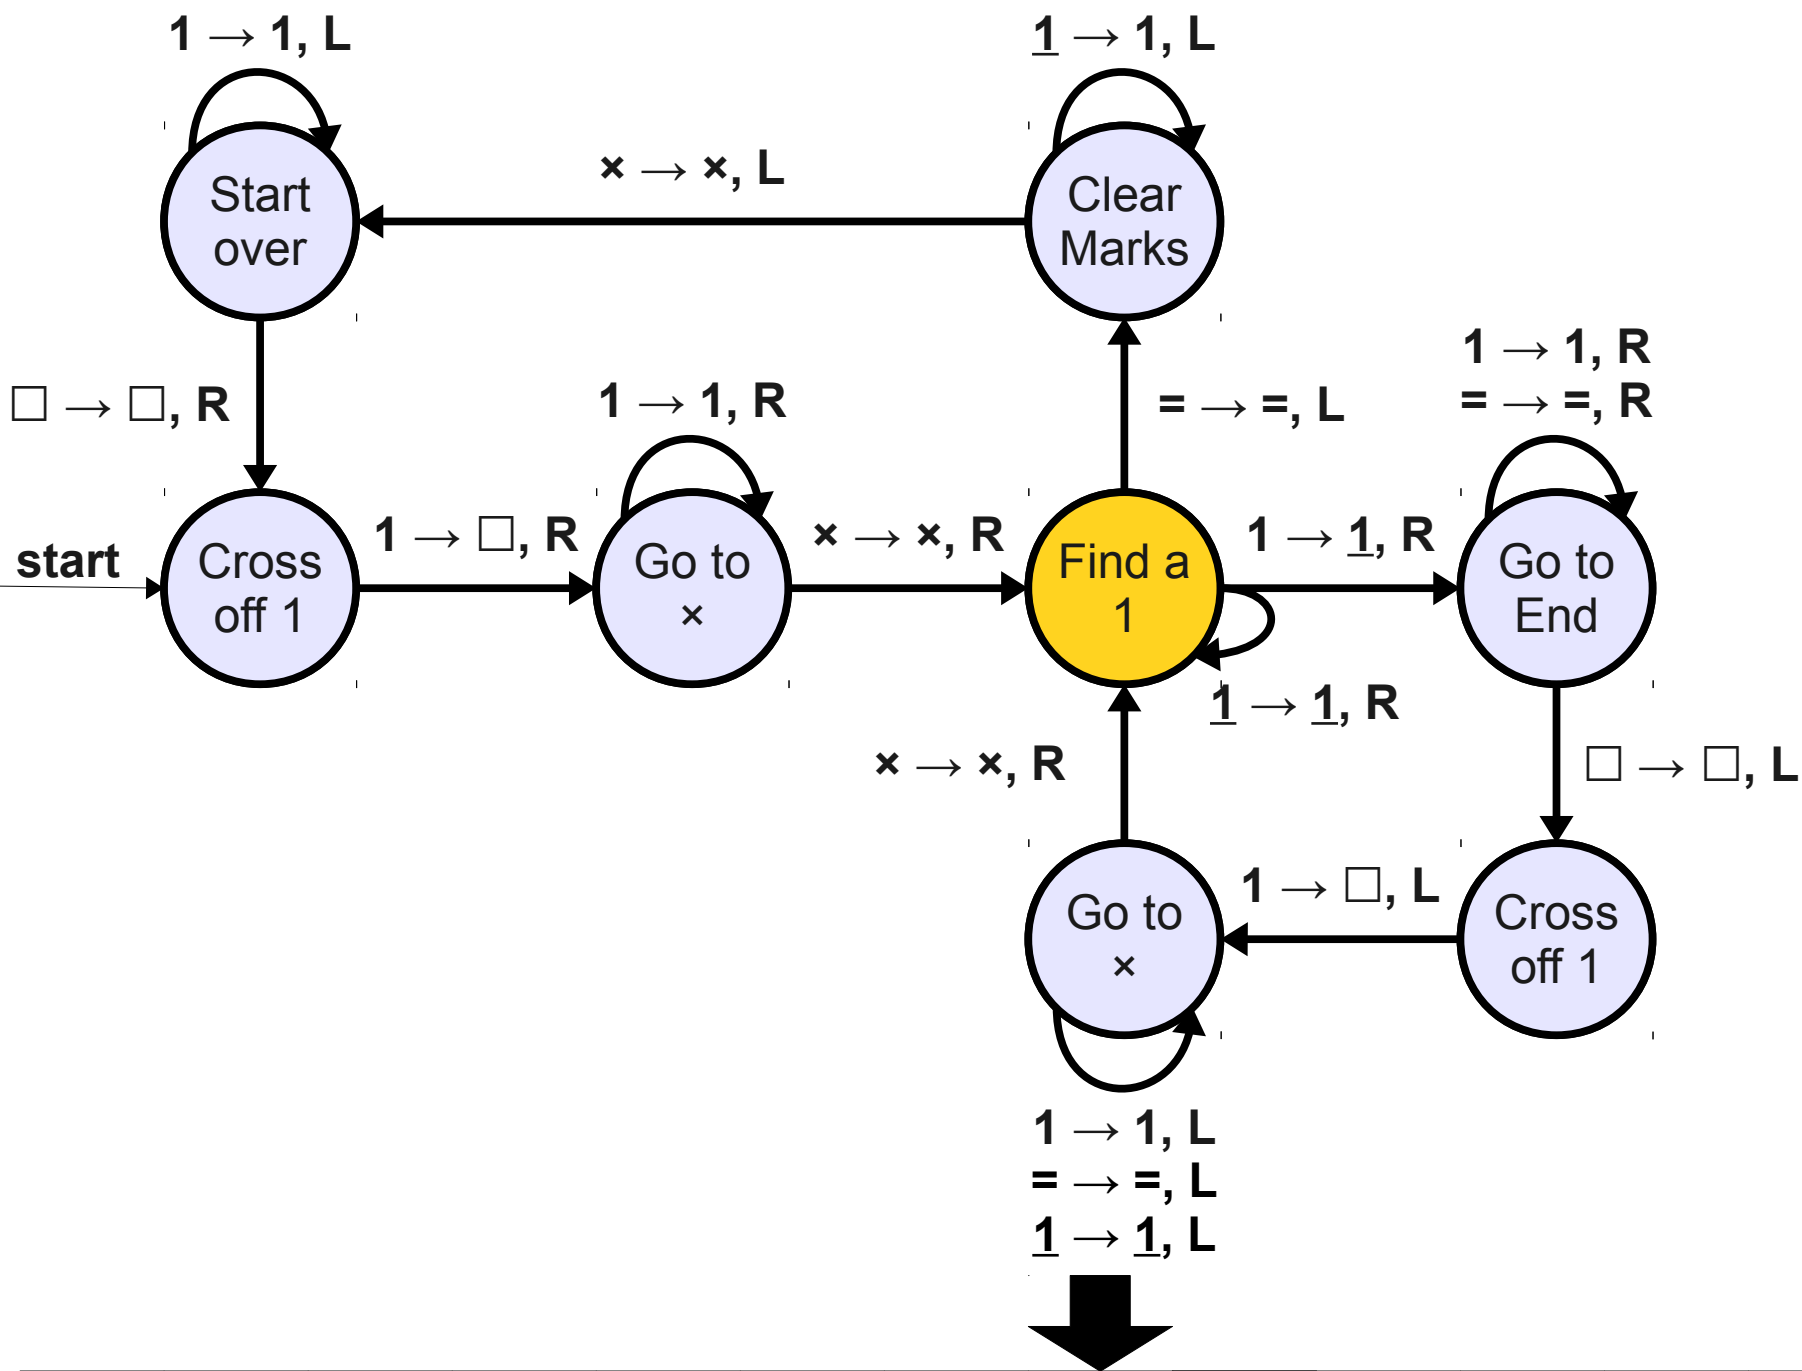 1 → 1, L
1 → 1, L
× → ×, L
Start
over
Clear
Marks
1 → 1, R
= → =, R
□ → □, R
1 → 1, R
= → =, L
start
Cross
off 1
1 → □, R
Go to
×
× → ×, R
Find a
1
1 → 1, R
Go to
End
1 → 1, R
× → ×, R
□ → □, L
Go to
×
1 → □, L
Cross
off 1
1 → 1, L
= → =, L
1 → 1, L